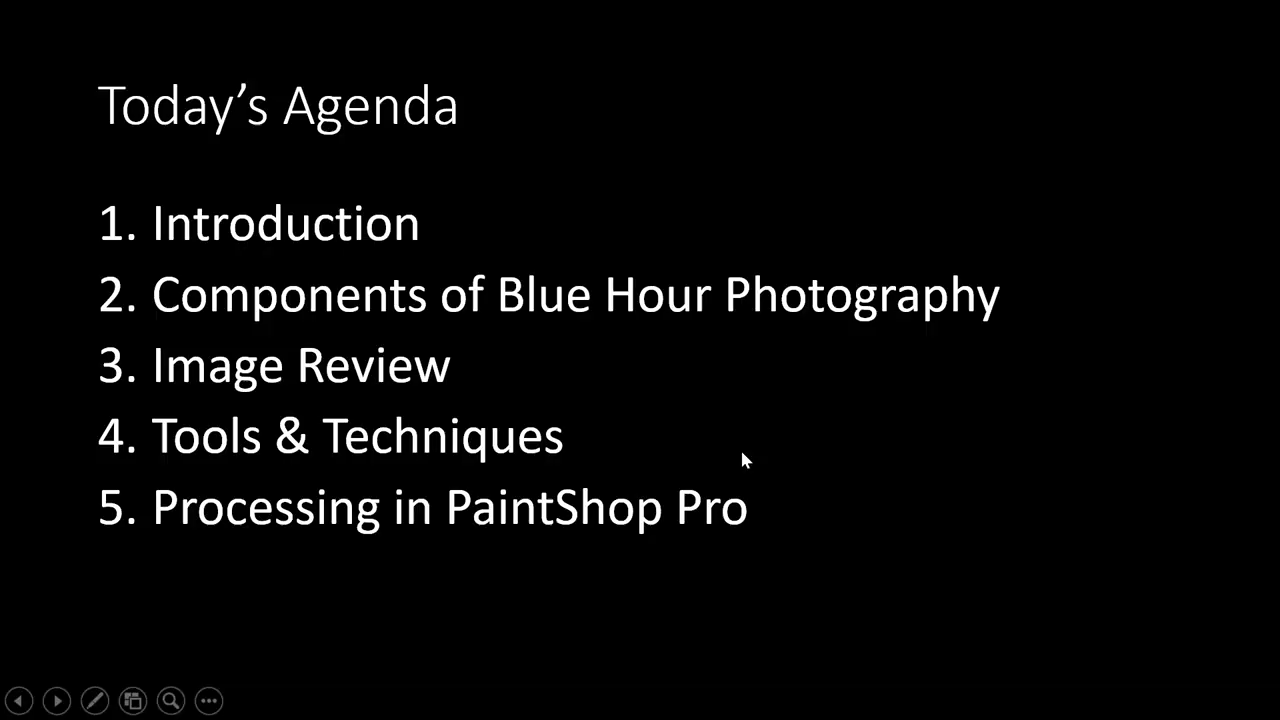 Today’s Agenda
1. Introduction
2. Components of Blue Hour Photography
3. Image Review
4. Tools & Techniques
5. Processing in PaintShop Pro